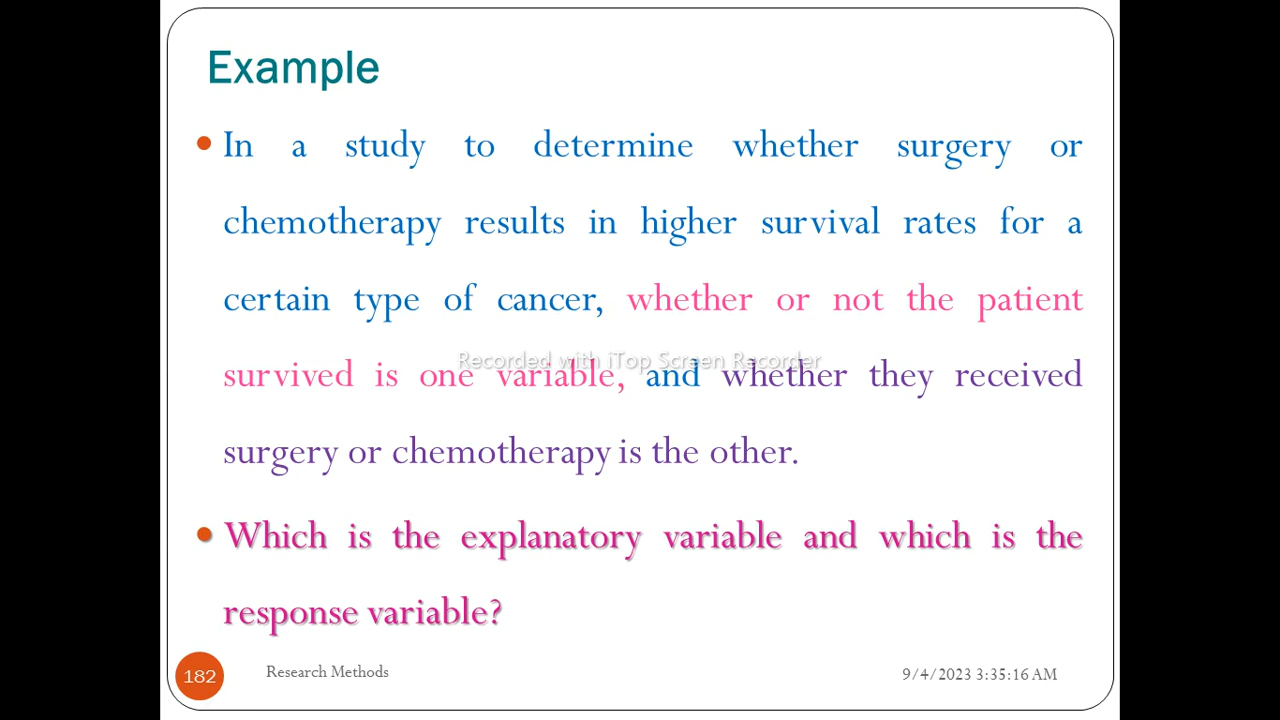 Example
In a study to determine whether surgery or
chemotherapy results in higher survival rates for a
certain type of cancer, whether or not the patient
Recorded with iTop Screen Recorder
survived is one variable, and whether they received
surgery or chemotherapy is the other.
Which is the explanatory variable and which is the
response variable?
182
Research Methods
9/4/2023 3:35:16 AM